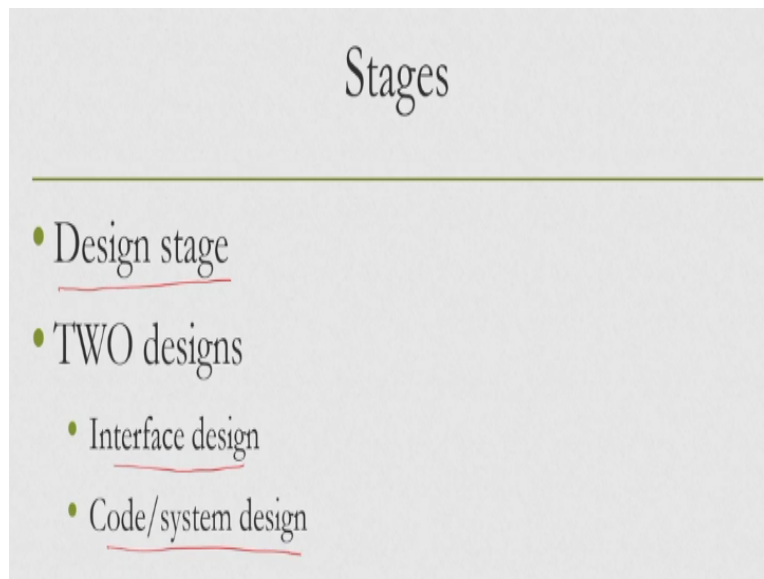 Stages
• Design stage
• TWO designs
• Interface design
• Code/system design